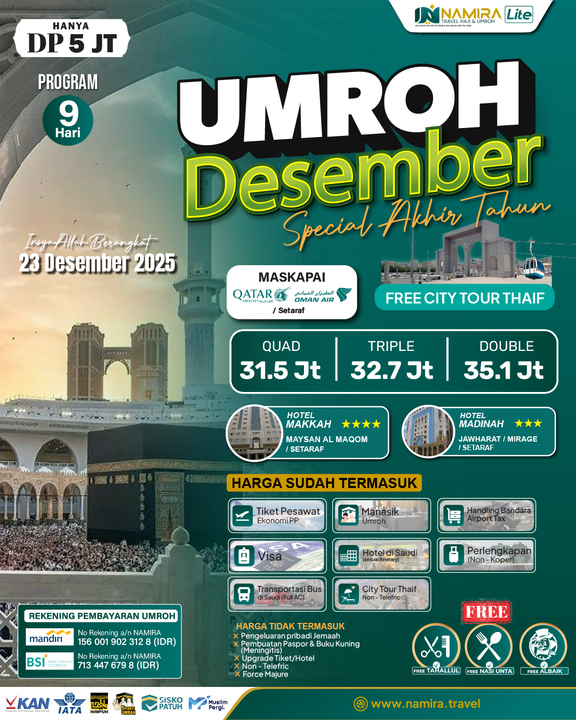 HANYA
DP 5 JT
NAMIRA
TRAVEL HAJI & UMROH
Lite
PROGRAM
9
Hari
UMROH
Desember
Special Akhir Tahun
Insya Allah Berangkat
23 Desember 2025
MASKAPAI
QATAR
OMAN AIR
/ Setaraf
FREE CITY TOUR THAIF
QUAD
31.5 Jt
TRIPLE
32.7 Jt
DOUBLE
35.1 Jt
HOTEL
MAKKAH
MAYSAN AL MAQOM
/ SETARAF
HOTEL
MADINAH
JAWHARAT / MIRAGE
/ SETARAF
HARGA SUDAH TERMASUK
Tiket Pesawat
Ekonomi PP
Manasik
Umroh
Handling Bandara
Airport Tax
Visa
Hotel di Saudi
(sesuai itinerary)
Perlengkapan
(Non - Koper)
Transportasi Bus
di Saudi (Full AC)
City Tour Thaif
Non - Teleferic
REKENING PEMBAYARAN UMROH
mandiri
No Rekening a/n NAMIRA
156 001 902 312 8 (IDR)
BSI
No Rekening a/n NAMIRA
713 447 679 8 (IDR)
HARGA TIDAK TERMASUK
x Pengeluaran pribadi Jemaah
x Pembuatan Paspor & Buku Kuning
(Meningitis)
x Upgrade Tiket/Hotel
x Non - Teleferic
x Force Majure
FREE
FREE TAHALLUL
FREE NASI UNTA
FREE ALBAIK
KAN
IATA
HIMPUH
SISKO
PATUH
Muslim
Pergi.
www.namira.travel